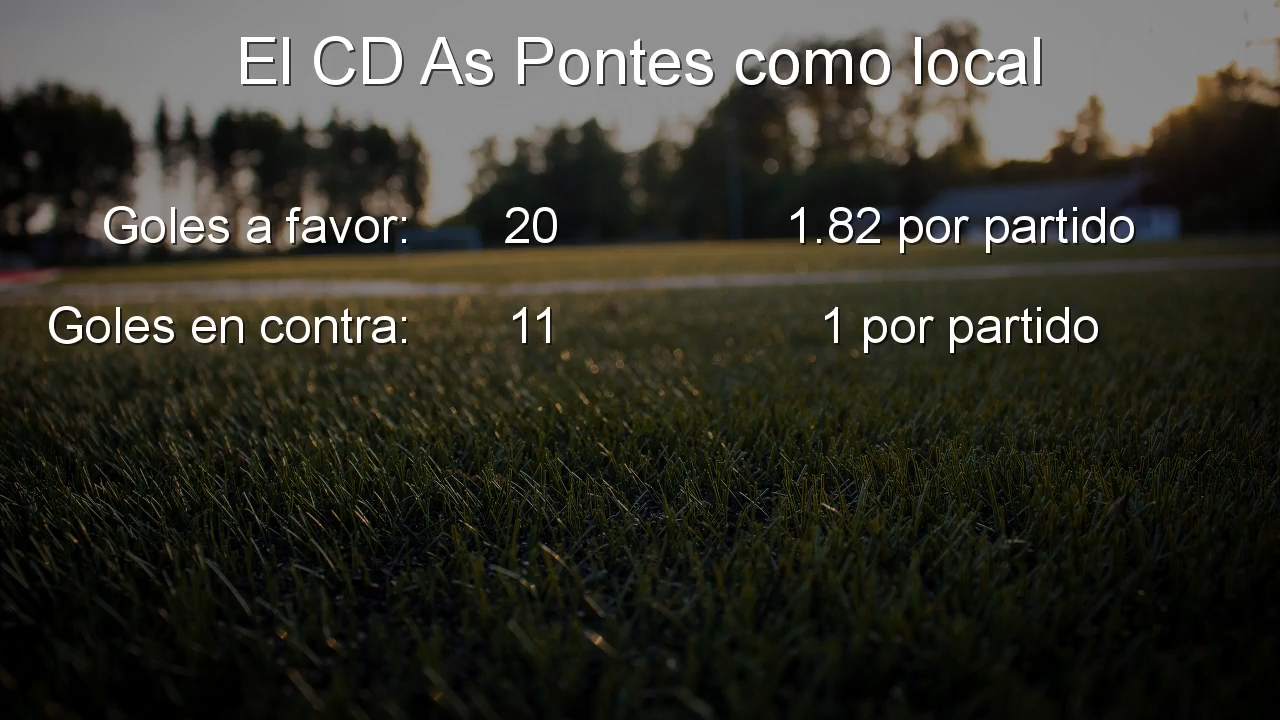 El CD As Pontes como local
Goles a favor: 20 1.82 por partido
Goles en contra: 11 1 por partido